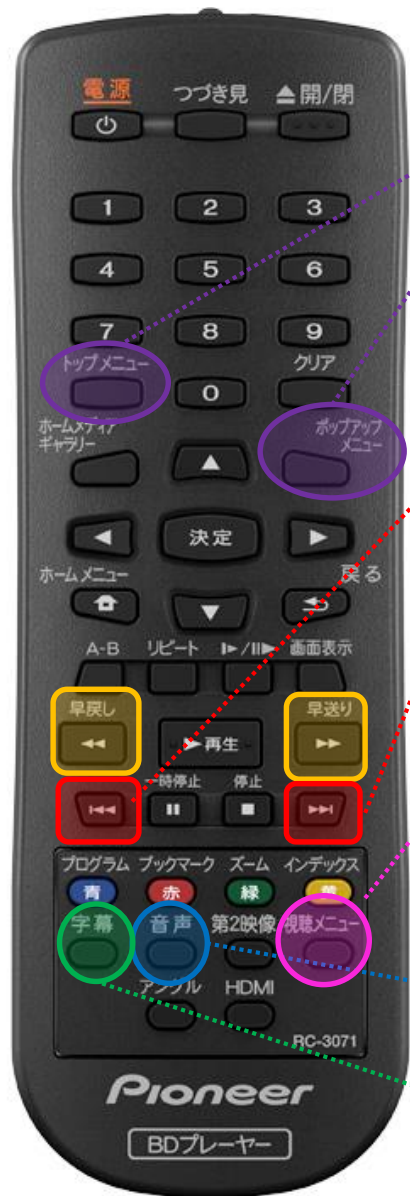 電源 つづき見 ▲開/閉
1 2 3
4 5 6
7 8 9
トップメニュー クリア
0
ホームメディア
ギャラリー
ポップアップ
メニュー
決定
ホームメニュー 戻る
A-B リピート 画面表示
早戻し 早送り
再生
一時停止 停止
プログラム ブックマーク ズーム インデックス
青 赤 緑 黄
字幕 音声 第2映像 視聴メニュー
アングル HDMI
RC-3071
Pioneer
BDプレーヤー